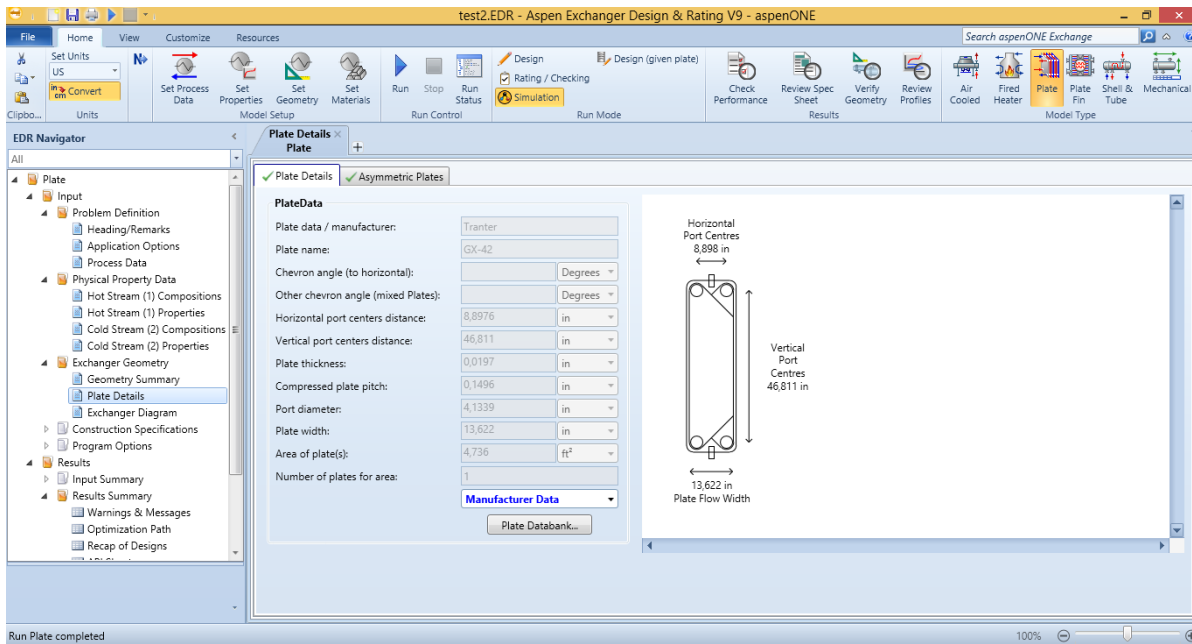 test2.EDR - Aspen Exchanger Design & Rating V9 - aspenONE
File Home View Customize Resources
Search aspenONE Exchange
Set Units
US
Convert
Set Process Data
Set Properties
Set Geometry
Set Materials
Run
Stop
Run Status
Design
Rating / Checking
Simulation
Design (given plate)
Check Performance
Review Spec Sheet
Verify Geometry
Review Profiles
Air Cooled
Fired Heater
Plate
Plate Fin
Shell & Tube
Mechanical
Clipbo... Units Model Setup Run Control Run Mode Results Model Type
EDR Navigator
All
Plate
Input
Problem Definition
Heading/Remarks
Application Options
Process Data
Physical Property Data
Hot Stream (1) Compositions
Hot Stream (1) Properties
Cold Stream (2) Compositions
Cold Stream (2) Properties
Exchanger Geometry
Geometry Summary
Plate Details
Exchanger Diagram
Construction Specifications
Program Options
Results
Input Summary
Results Summary
Warnings & Messages
Optimization Path
Recap of Designs
Plate Details
Plate
Plate Details Asymmetric Plates
PlateData
Plate data / manufacturer: Tranter
Plate name: GX-42
Chevron angle (to horizontal): Degrees
Other chevron angle (mixed Plates): Degrees
Horizontal port centers distance: 8,8976 in
Vertical port centers distance: 46,811 in
Plate thickness: 0,0197 in
Compressed plate pitch: 0,1496 in
Port diameter: 4,1339 in
Plate width: 13,622 in
Area of plate(s): 4,736 ft²
Number of plates for area: 1
Manufacturer Data
Plate Databank...
Horizontal
Port Centres
8,898 in
Vertical
Port
Centres
46,811 in
13,622 in
Plate Flow Width
Run Plate completed
100%